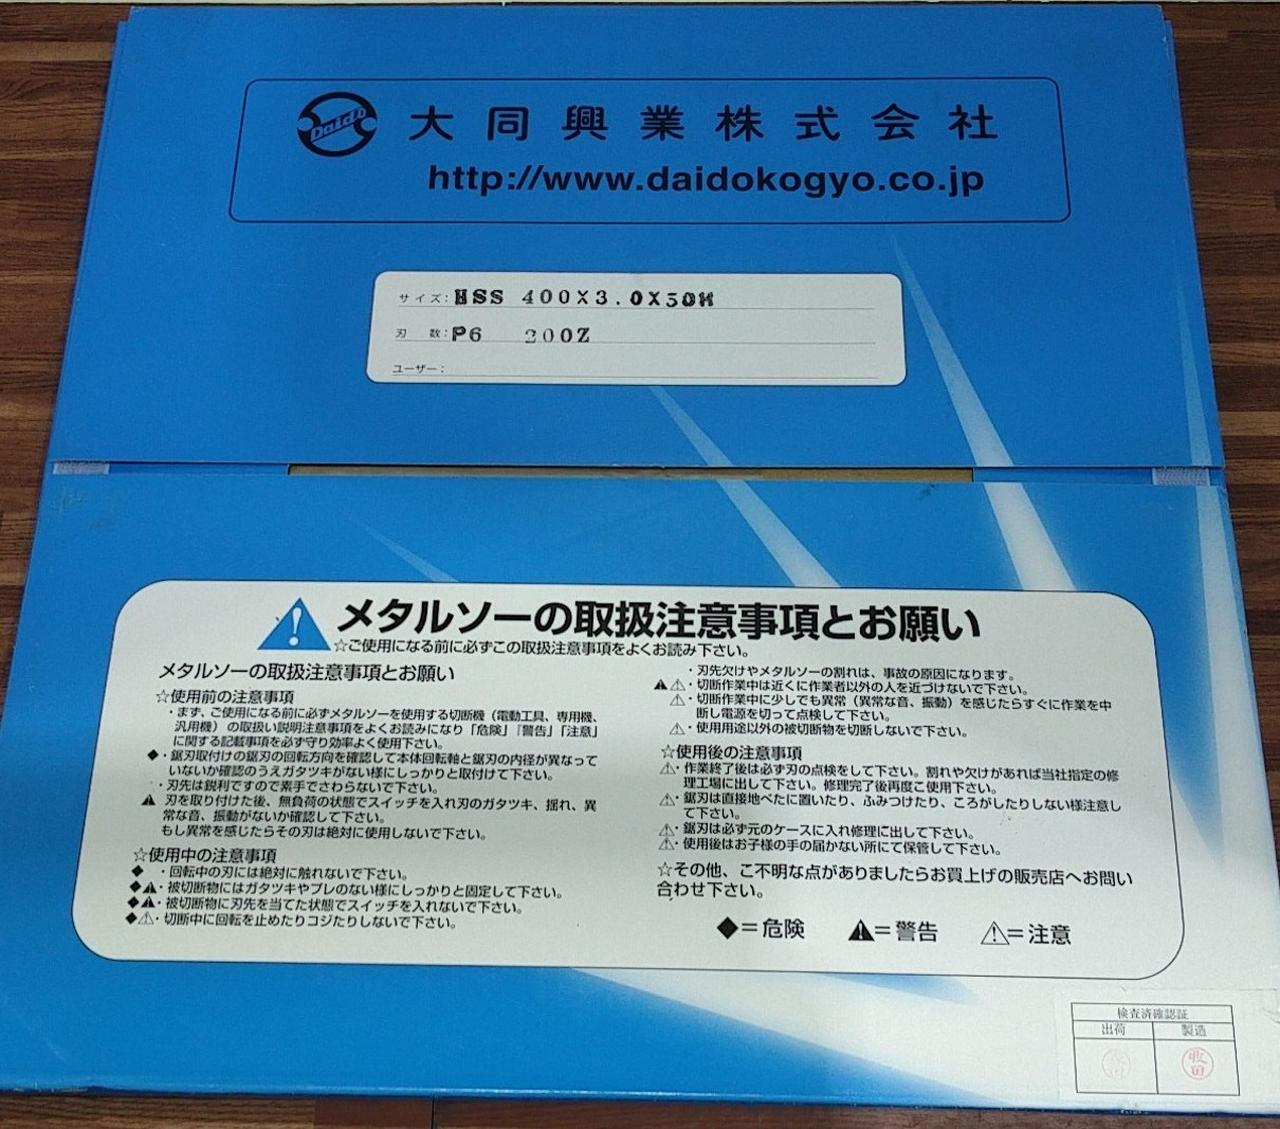 Daido
大同興業株式会社
http://www.daidokogyo.co.jp
サイズ: HSS 400X3.0X50H
刃 数: P6 200Z
ユーザー:
メタルソーの取扱注意事項とお願い
☆ご使用になる前に必ずこの取扱注意事項をよくお読み下さい。
メタルソーの取扱注意事項とお願い
☆使用前の注意事項
・まず、ご使用になる前に必ずメタルソーを使用する切断機（電動工具、専用機、
汎用機）の取扱い説明注意事項をよくお読みになり「危険」「警告」「注意」
に関する記載事項を必ず守り効率よく使用下さい。
◆・鋸刃取付けの鋸刃の回転方向を確認して本体回転軸と鋸刃の内径が異なって
いないか確認のうえガタツキがない様にしっかりと取付けて下さい。
・刃先は鋭利ですので素手でさわらないで下さい。
▲ 刃を取り付けた後、無負荷の状態でスイッチを入れ刃のガタツキ、揺れ、異
常な音、振動がないか確認して下さい。
もし異常を感じたらその刃は絶対に使用しないで下さい。
☆使用中の注意事項
◆ ・回転中の刃には絶対に触れないで下さい。
◆▲・被切断物にはガタツキやブレのない様にしっかりと固定して下さい。
◆▲・被切断物に刃先を当てた状態でスイッチを入れないで下さい。
◆⚠・切断中に回転を止めたりコジたりしないで下さい。
・刃先欠けやメタルソーの割れは、事故の原因になります。
▲⚠・切断作業中は近くに作業者以外の人を近づけないで下さい。
⚠・切断作業中に少しでも異常（異常な音、振動）を感じたらすぐに作業を中
断し電源を切って点検して下さい。
⚠・使用用途以外の被切断物を切断しないで下さい。
☆使用後の注意事項
⚠・作業終了後は必ず刃の点検をして下さい。割れや欠けがあれば当社指定の修
理工場に出して下さい。修理完了後再度ご使用下さい。
⚠・鋸刃は直接地べたに置いたり、ふみつけたり、ころがしたりしない様注意し
て下さい。
⚠・鋸刃は必ず元のケースに入れ修理に出して下さい。
⚠・使用後はお子様の手の届かない所にて保管して下さい。
☆その他、ご不明な点がありましたらお買上げの販売店へお問い
合わせ下さい。
◆＝危険 ▲＝警告 ⚠＝注意
検査済確認証
出荷 製造
牧田